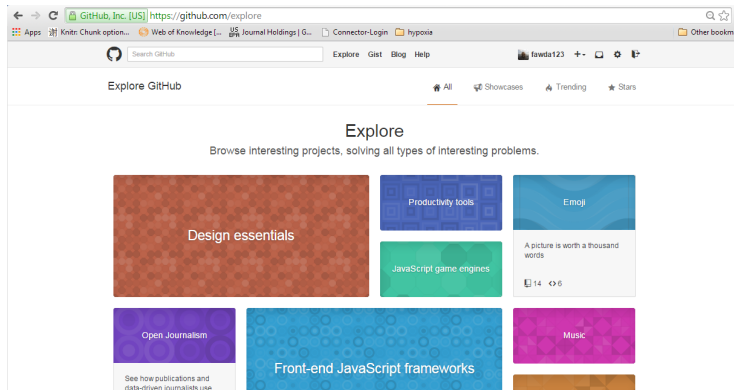 GitHub, Inc. [US] https://github.com/explore
Apps Knitr: Chunk option... Web of Knowledge [... US EPA Journal Holdings | G... Connector-Login hypoxia Other bookm
Search GitHub Explore Gist Blog Help fawda123
Explore GitHub All Showcases Trending Stars
Explore
Browse interesting projects, solving all types of interesting problems.
Design essentials
Productivity tools
Emoji
A picture is worth a thousand
words
14 6
JavaScript game engines
Open Journalism
See how publications and
data-driven journalists use
Front-end JavaScript frameworks
Music